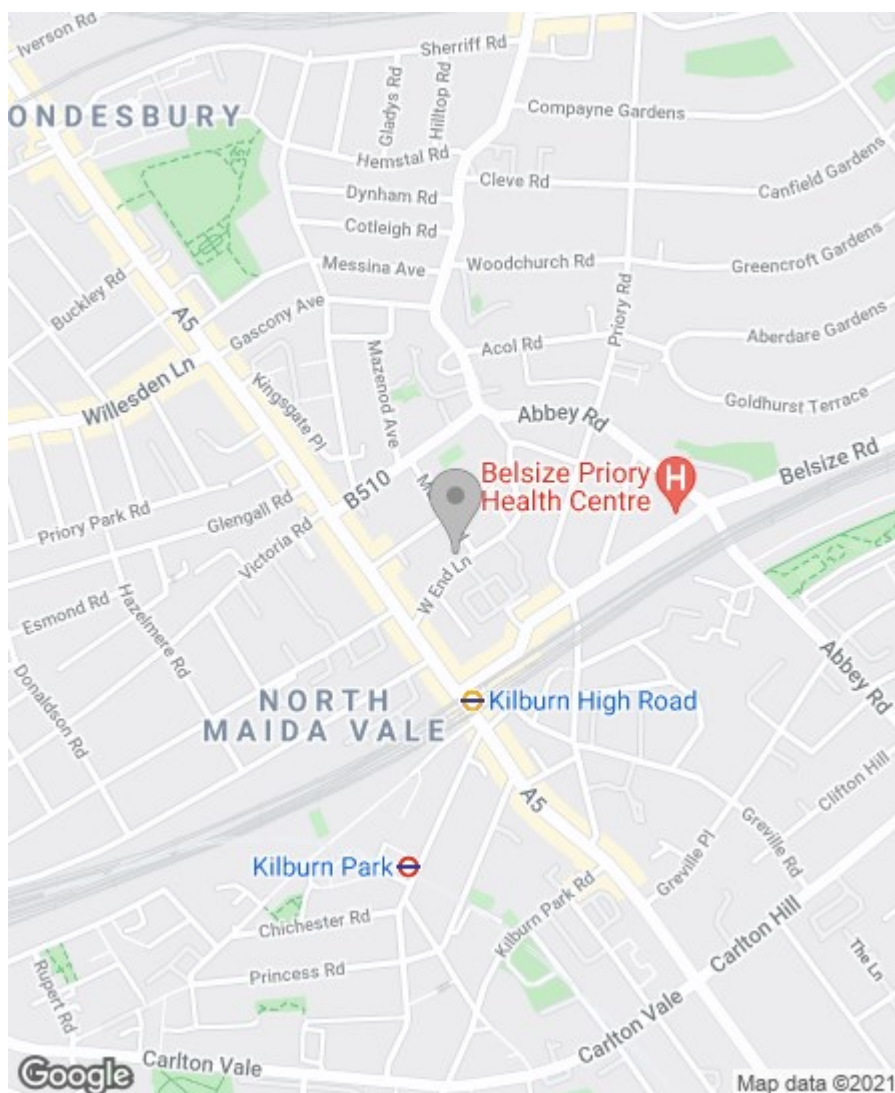 Iverson Rd
Sherriff Rd
Gladys Rd
Hilltop Rd
ONDESBURY
Compayne Gardens
Hemstal Rd
Cleve Rd
Canfield Gardens
Dynham Rd
Cotleigh Rd
Messina Ave
Woodchurch Rd
Greencroft Gardens
Buckley Rd
A5
Gascony Ave
Priory Rd
Aberdare Gardens
Acol Rd
Willesden Ln
Kingsgate Pl
Mazenod Ave
Goldhurst Terrace
Abbey Rd
Belsize Rd
Belsize Priory
Health Centre
H
B510
Priory Park Rd
Glengall Rd
Victoria Rd
W End Ln
Esmond Rd
Hazelmere Rd
Donaldson Rd
NORTH
MAIDA VALE
Kilburn High Road
Abbey Rd
A5
Clifton Hill
Greville Pl
Greville Rd
Kilburn Park
Kilburn Park Rd
Chichester Rd
Carlton Hill
The Ln
Princess Rd
Rupert Rd
Carlton Vale
Carlton Vale
Google
Map data ©2021